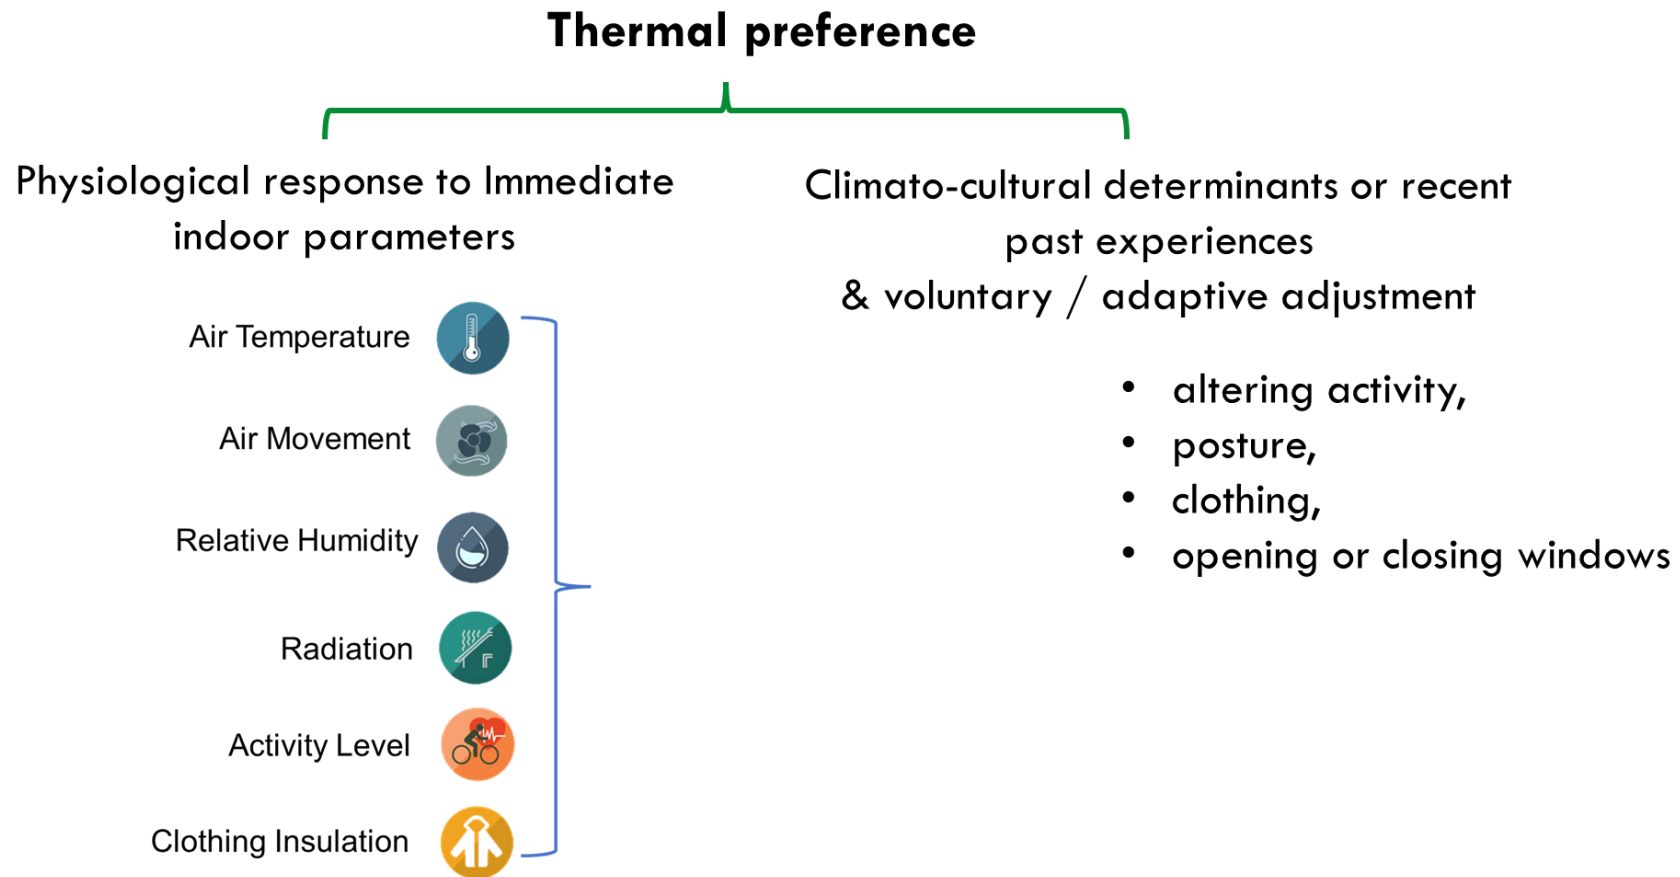 Thermal preference
Physiological response to Immediate
indoor parameters
Air Temperature
Air Movement
Relative Humidity
Radiation
Activity Level
Clothing Insulation
Climato-cultural determinants or recent
past experiences
& voluntary / adaptive adjustment
• altering activity,
• posture,
• clothing,
• opening or closing windows